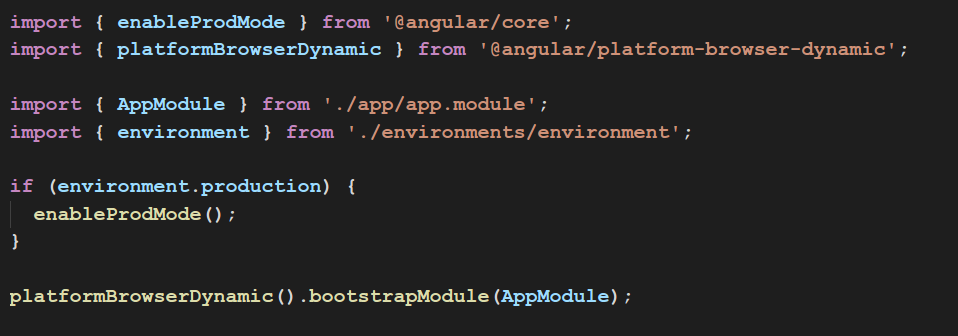 import { enableProdMode } from '@angular/core';
import { platformBrowserDynamic } from '@angular/platform-browser-dynamic';
import { AppModule } from './app/app.module';
import { environment } from './environments/environment';
if (environment.production) {
  enableProdMode();
}
platformBrowserDynamic().bootstrapModule(AppModule);